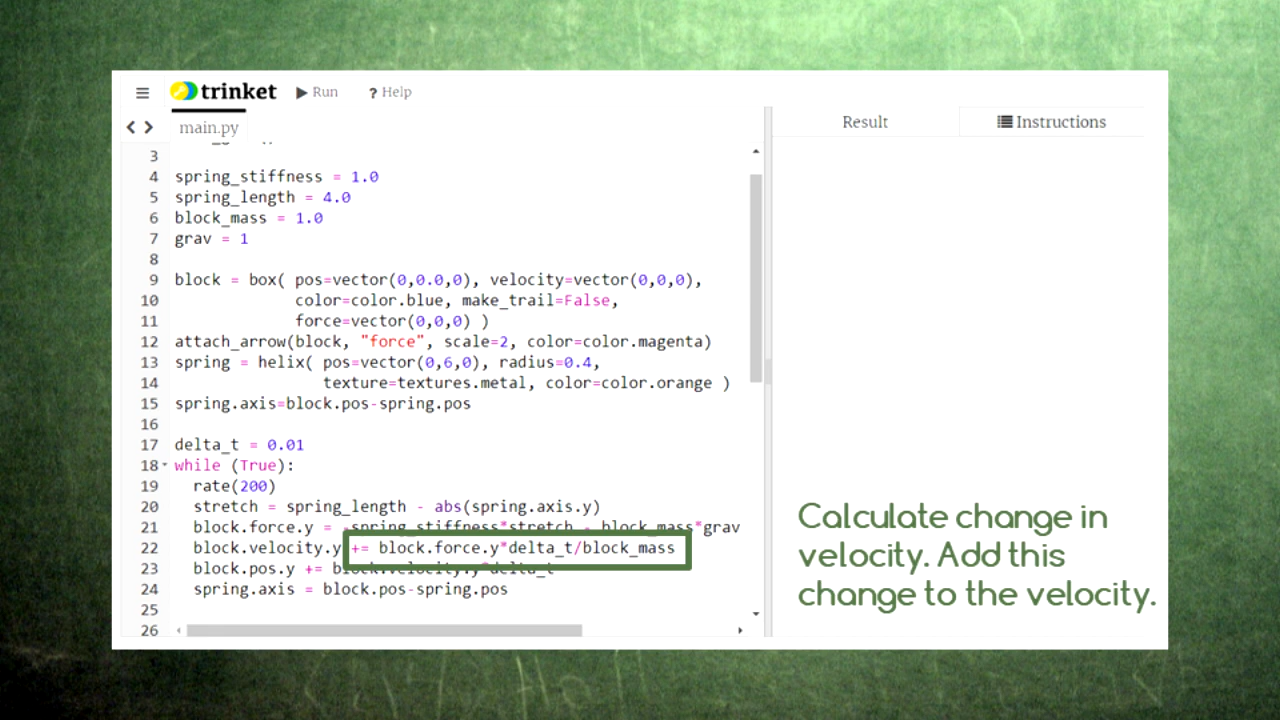 trinket Run ? Help
main.py
Result Instructions
3
4 spring_stiffness = 1.0
5 spring_length = 4.0
6 block_mass = 1.0
7 grav = 1
8
9 block = box( pos=vector(0,0.0,0), velocity=vector(0,0,0),
10 color=color.blue, make_trail=False,
11 force=vector(0,0,0) )
12 attach_arrow(block, "force", scale=2, color=color.magenta)
13 spring = helix( pos=vector(0,6,0), radius=0.4,
14 texture=textures.metal, color=color.orange )
15 spring.axis=block.pos-spring.pos
16
17 delta_t = 0.01
18 while (True):
19 rate(200)
20 stretch = spring_length - abs(spring.axis.y)
21 block.force.y = -spring_stiffness*stretch - block_mass*grav
22 block.velocity.y += block.force.y*delta_t/block_mass
23 block.pos.y += block.velocity.y*delta_t
24 spring.axis = block.pos-spring.pos
25
26
Calculate change in
velocity. Add this
change to the velocity.